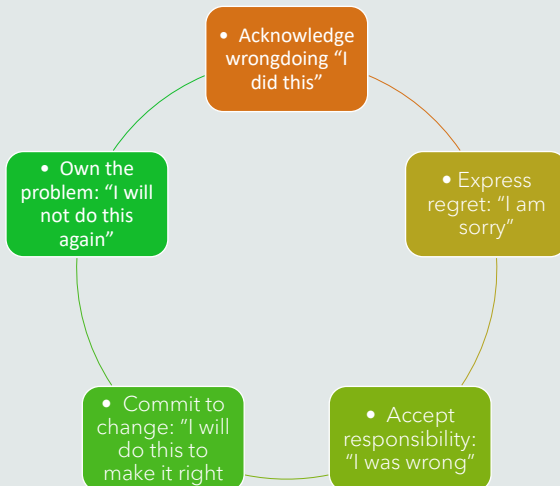 • Acknowledge
wrongdoing “I
did this”
• Express
regret: “I am
sorry”
• Accept
responsibility:
“I was wrong”
• Commit to
change: “I will
do this to
make it right
• Own the
problem: “I will
not do this
again”